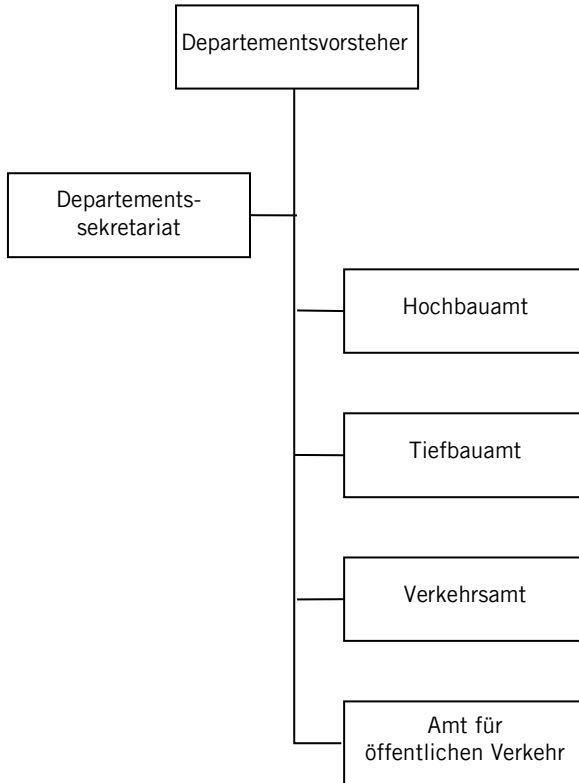 Departementsvorsteher
Departements-
sekretariat
Hochbauamt
Tiefbauamt
Verkehrsamt
Amt für
öffentlichen Verkehr